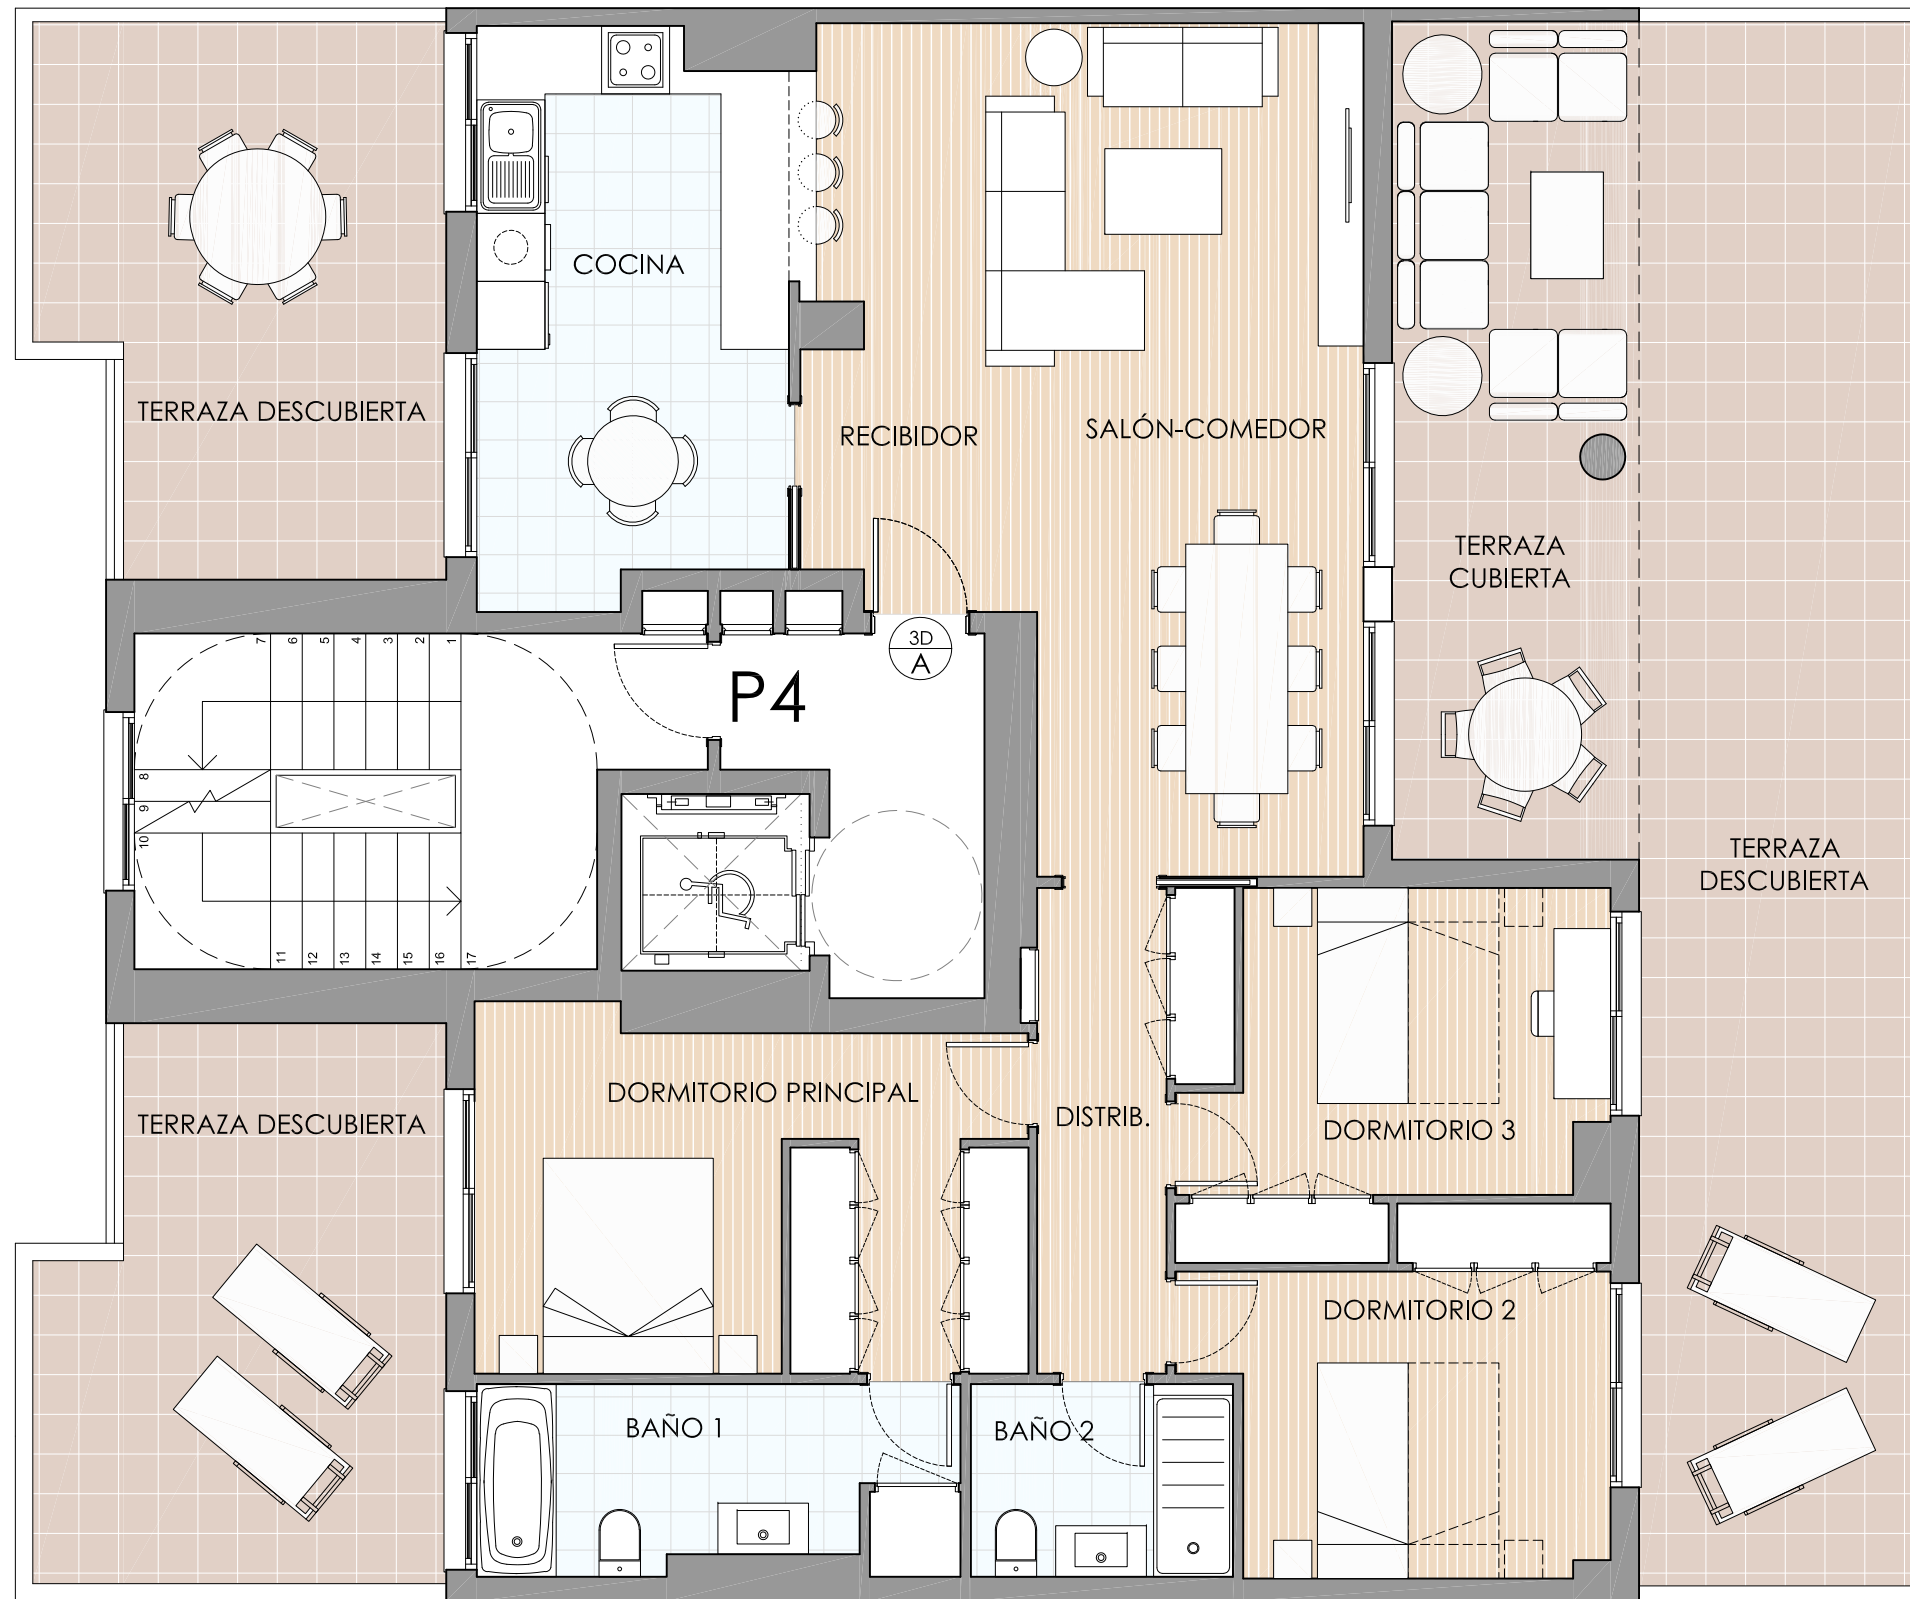 COCINA
TERRAZA DESCUBIERTA
RECIBIDOR
SALÓN-COMEDOR
TERRAZA
CUBIERTA
7
6
5
4
3
2
1
3D
A
P4
8
9
10
11
12
13
14
15
16
17
TERRAZA
DESCUBIERTA
DORMITORIO PRINCIPAL
TERRAZA DESCUBIERTA
DISTRIB.
DORMITORIO 3
DORMITORIO 2
BAÑO 1
BAÑO 2